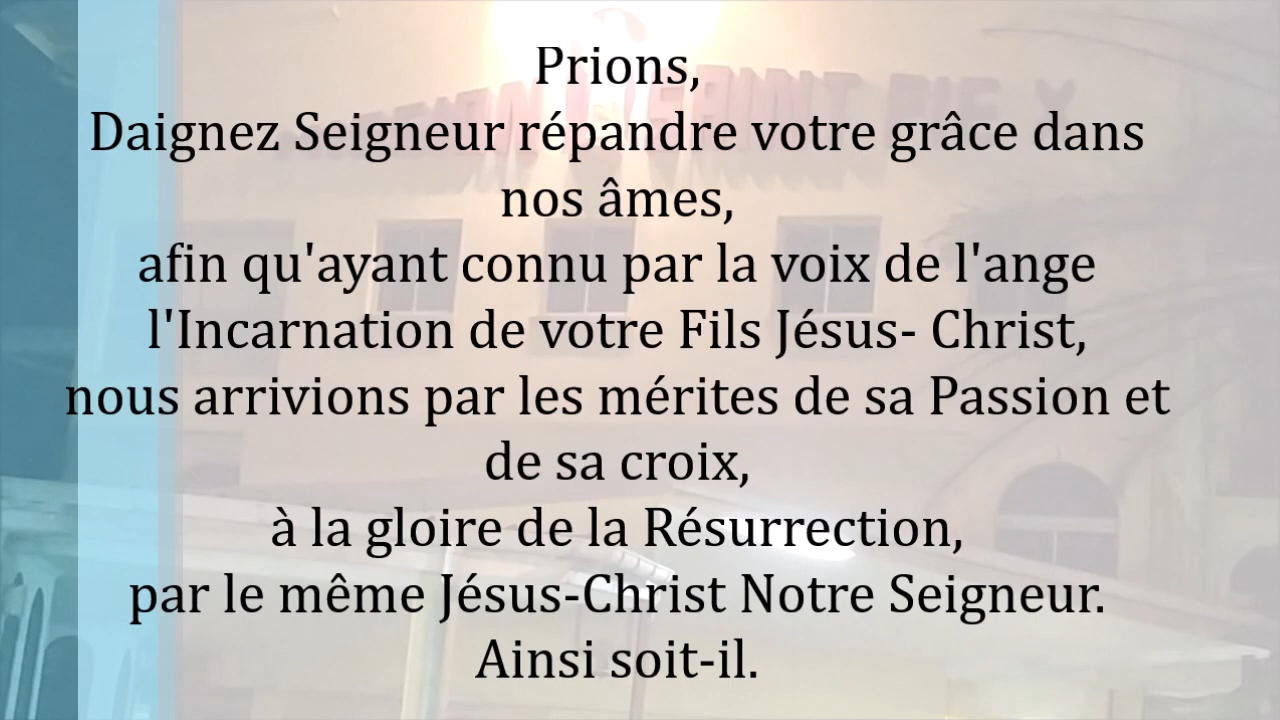 SAINT PIE X
Prions,
Daignez Seigneur répandre votre grâce dans
nos âmes,
afin qu'ayant connu par la voix de l'ange
l'Incarnation de votre Fils Jésus- Christ,
nous arrivions par les mérites de sa Passion et
de sa croix,
à la gloire de la Résurrection,
par le même Jésus-Christ Notre Seigneur.
Ainsi soit-il.